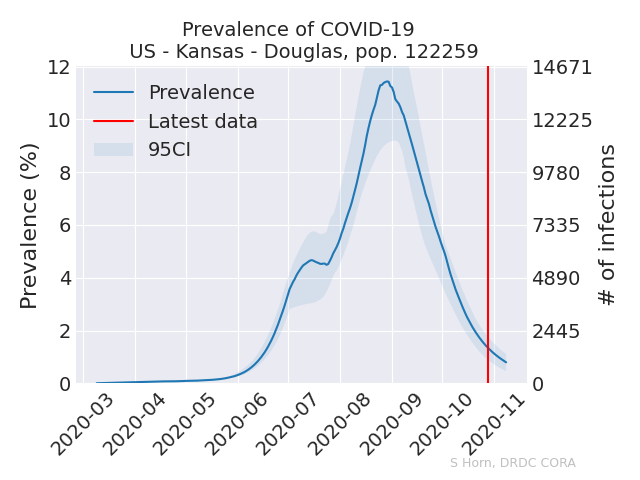 Prevalence of COVID-19
US - Kansas - Douglas, pop. 122259
12
10
8
6
4
2
0
Prevalence (%)
Prevalence
Latest data
95CI
14671
12225
9780
7335
4890
2445
0
# of infections
2020-03
2020-04
2020-05
2020-06
2020-07
2020-08
2020-09
2020-10
2020-11
S Horn, DRDC CORA